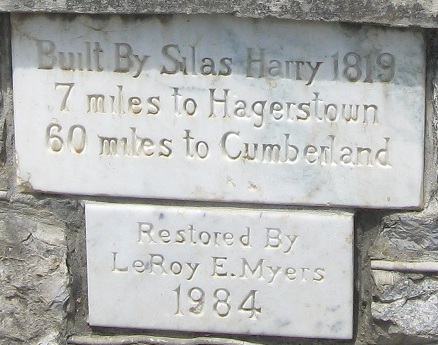 Built By Silas Harry 1819
7 miles to Hagerstown
60 miles to Cumberland
Restored By
LeRoy E. Myers
1984